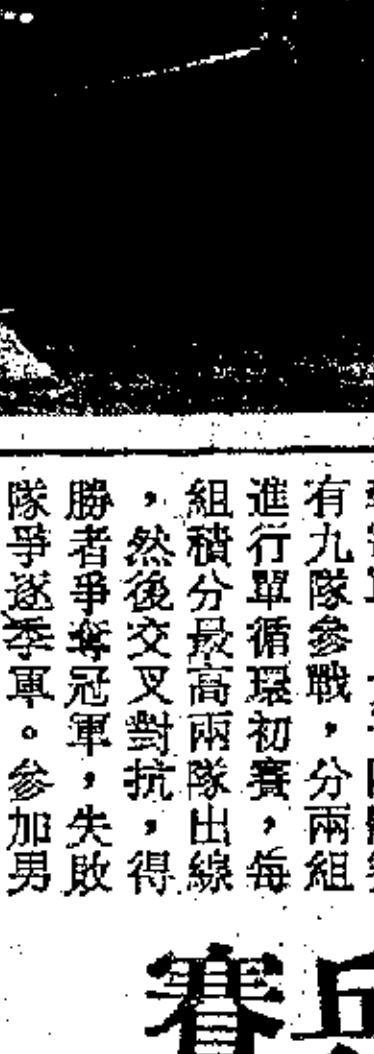 有九隊參戰，分兩組
進行單循環初賽，每
組積分最高兩隊出線
，然後交叉對抗，得
勝者爭奪冠軍，失敗
隊爭遂季軍。參加男
賽